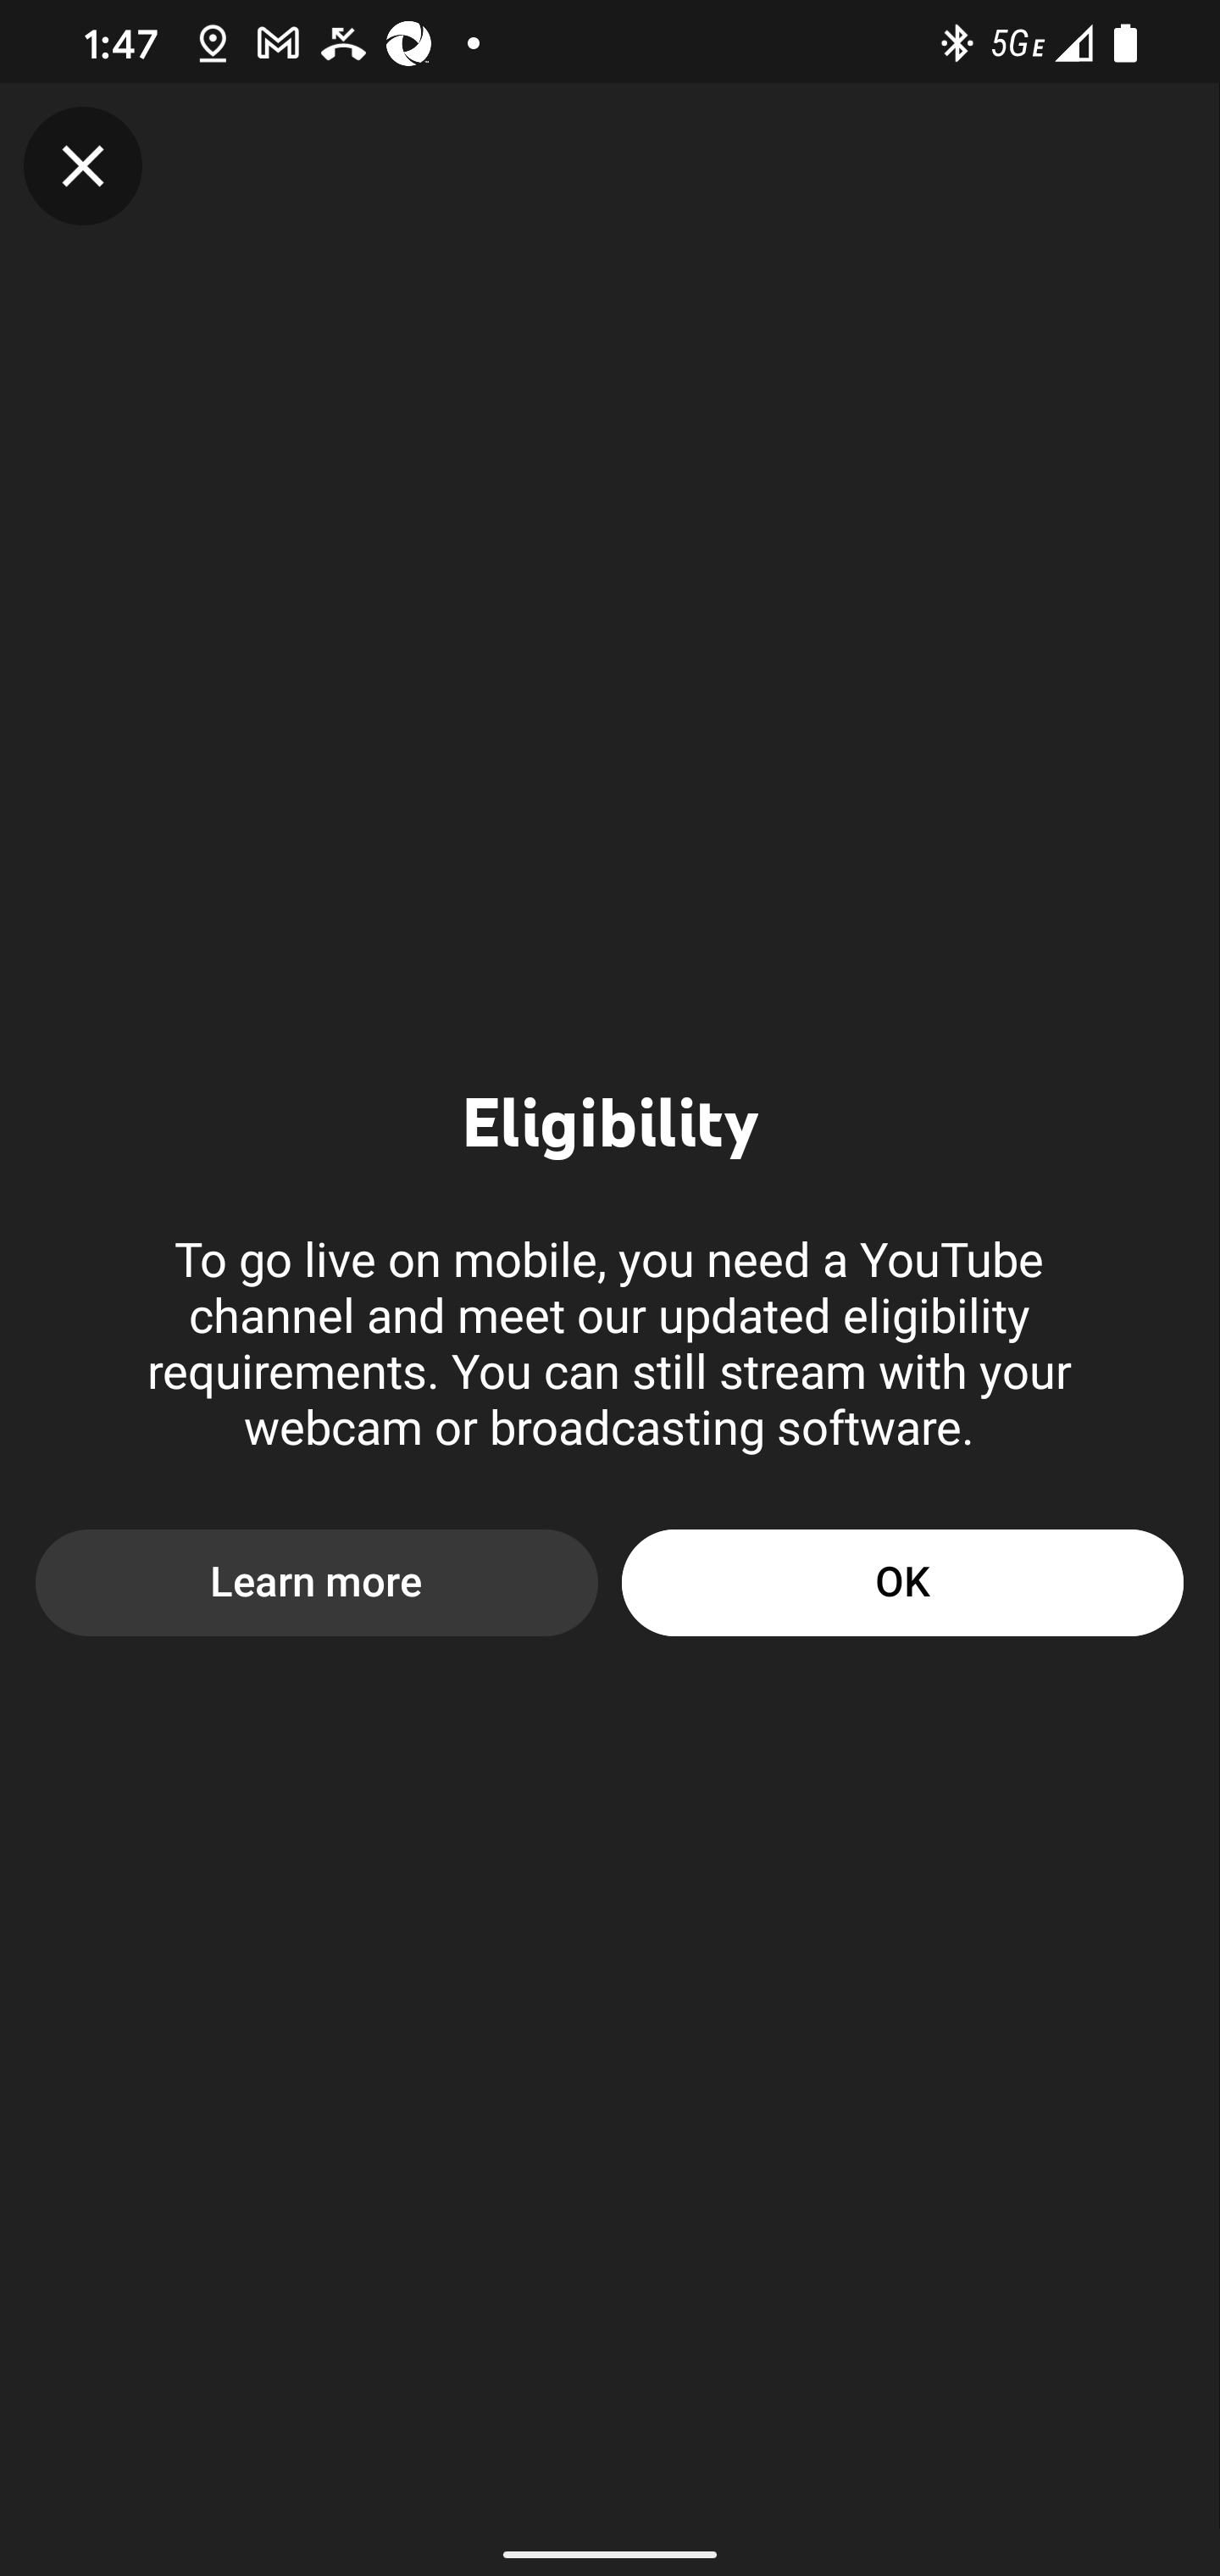 1:47
5G E
Eligibility
To go live on mobile, you need a YouTube
channel and meet our updated eligibility
requirements. You can still stream with your
webcam or broadcasting software.
Learn more
OK